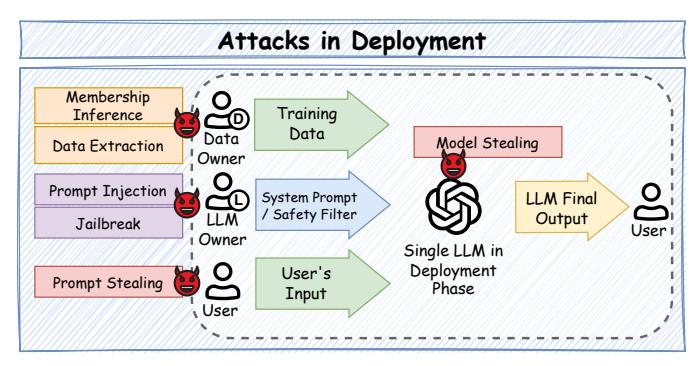 Attacks in Deployment
Membership
Inference
Data Extraction
Prompt Injection
Jailbreak
Prompt Stealing
D
Data
Owner
L
LLM
Owner
User
Training
Data
System Prompt
/ Safety Filter
User's
Input
Model Stealing
Single LLM in
Deployment
Phase
LLM Final
Output
User